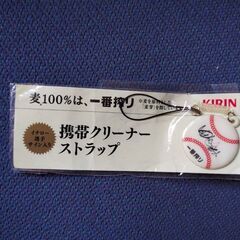 麦100%は、一番搾り
KIRIN
イチロー
選手
サイン入り
携帯クリーナー
ストラップ
一番搾り